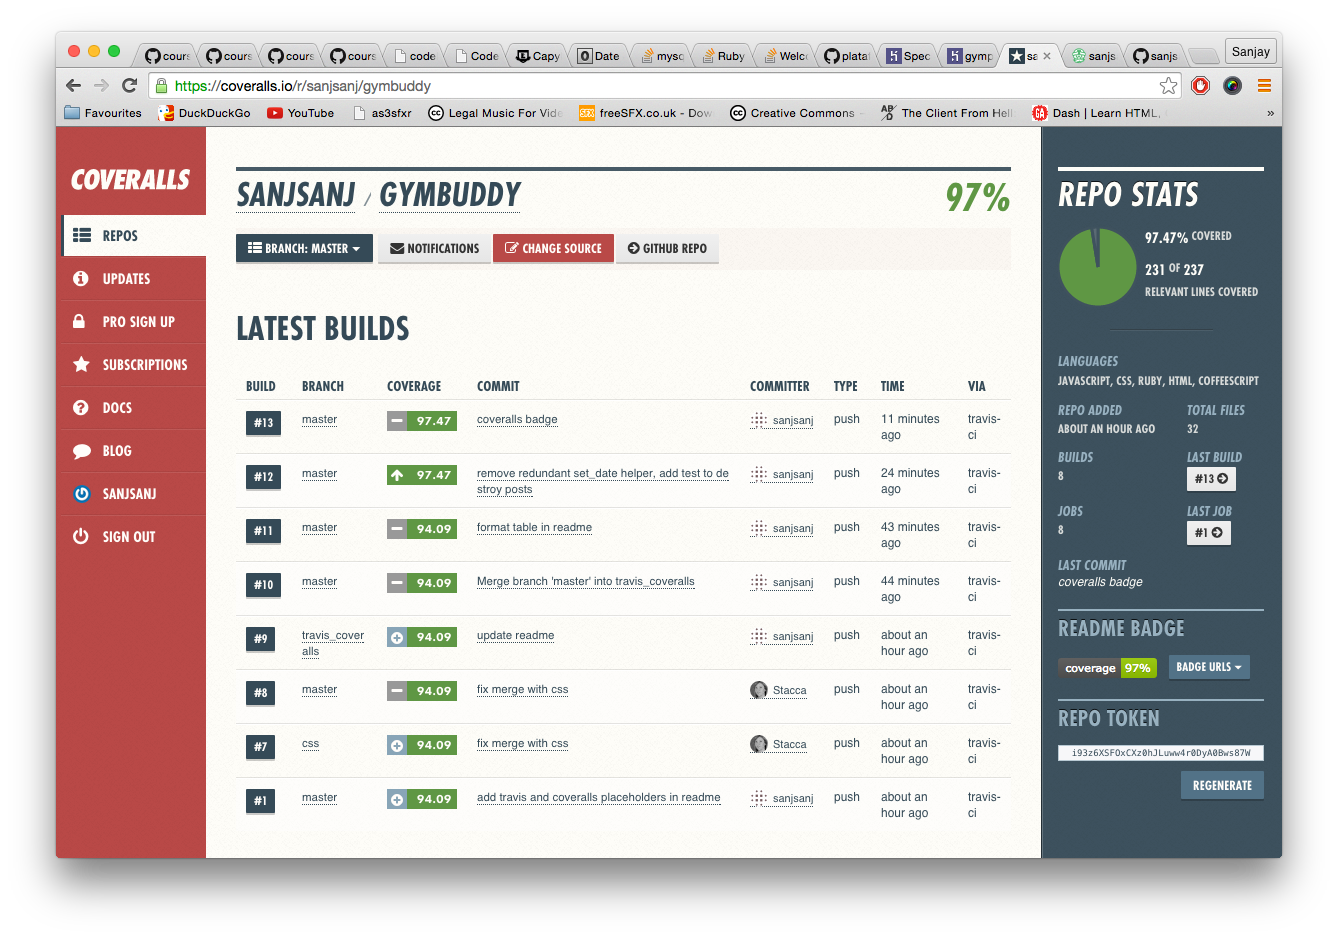 cours
cours
cours
cours
code
Code
Capy
Date
mysq
Ruby
Welc
plata
Spec
gymp
sa
sanjs
sanjs
Sanjay
https://coveralls.io/r/sanjsanj/gymbuddy
Favourites
DuckDuckGo
YouTube
as3sfxr
Legal Music For Vide
freeSFX.co.uk - Dow
Creative Commons -
The Client From Hell
Dash | Learn HTML,
»
COVERALLS
REPOS
UPDATES
PRO SIGN UP
SUBSCRIPTIONS
DOCS
BLOG
SANJSANJ
SIGN OUT
SANJSANJ / GYMBUDDY
97%
BRANCH: MASTER
NOTIFICATIONS
CHANGE SOURCE
GITHUB REPO
LATEST BUILDS
BUILD BRANCH COVERAGE COMMIT COMMITTER TYPE TIME VIA
#13 master 97.47 coveralls badge sanjsanj push 11 minutes travis-
ago ci
#12 master 97.47 remove redundant set_date helper, add test to de sanjsanj push 24 minutes travis-
stroy posts ago ci
#11 master 94.09 format table in readme sanjsanj push 43 minutes travis-
ago ci
#10 master 94.09 Merge branch 'master' into travis_coveralls sanjsanj push 44 minutes travis-
ago ci
#9 travis_cover 94.09 update readme sanjsanj push about an travis-
alls hour ago ci
#8 master 94.09 fix merge with css Stacca push about an travis-
hour ago ci
#7 css 94.09 fix merge with css Stacca push about an travis-
hour ago ci
#1 master 94.09 add travis and coveralls placeholders in readme sanjsanj push about an travis-
hour ago ci
REPO STATS
97.47% COVERED
231 OF 237
RELEVANT LINES COVERED
LANGUAGES
JAVASCRIPT, CSS, RUBY, HTML, COFFEESCRIPT
REPO ADDED TOTAL FILES
ABOUT AN HOUR AGO 32
BUILDS LAST BUILD
8 #13
JOBS LAST JOB
8 #1
LAST COMMIT
coveralls badge
README BADGE
coverage 97% BADGE URLS
REPO TOKEN
i93z6XSFOxCXz0hJLuww4r0DyA0Bws87W
REGENERATE